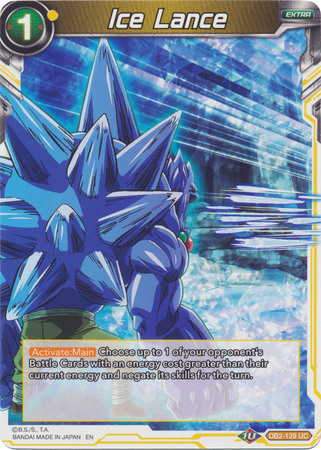 1
Ice Lance
EXTRA
Activate:Main Choose up to 1 of your opponent's
Battle Cards with an energy cost greater than their
current energy and negate its skills for the turn.
©B.S./S., T.A.
BANDAI MADE IN JAPAN EN
DB2-129 UC